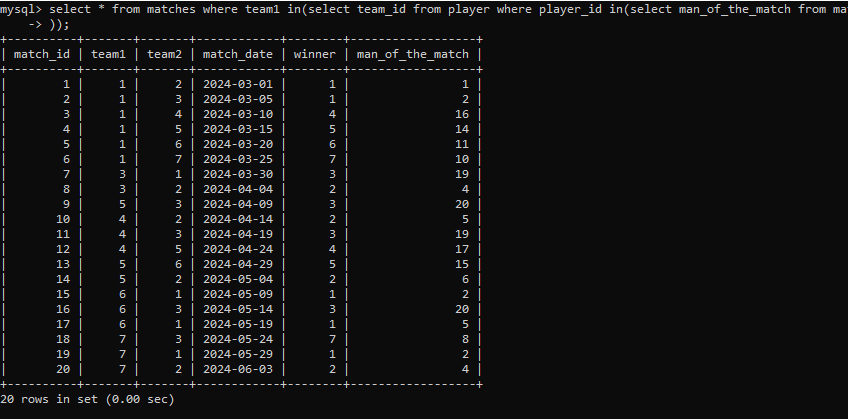 mysql> select * from matches where team1 in(select team_id from player where player_id in(select man_of_the_match from mat
    -> ));
+----------+-------+-------+------------+--------+------------------+
| match_id | team1 | team2 | match_date | winner | man_of_the_match |
+----------+-------+-------+------------+--------+------------------+
|        1 |     1 |     2 | 2024-03-01 |      1 |                1 |
|        2 |     1 |     3 | 2024-03-05 |      1 |                2 |
|        3 |     1 |     4 | 2024-03-10 |      4 |               16 |
|        4 |     1 |     5 | 2024-03-15 |      5 |               14 |
|        5 |     1 |     6 | 2024-03-20 |      6 |               11 |
|        6 |     1 |     7 | 2024-03-25 |      7 |               10 |
|        7 |     3 |     1 | 2024-03-30 |      3 |               19 |
|        8 |     3 |     2 | 2024-04-04 |      2 |                4 |
|        9 |     5 |     3 | 2024-04-09 |      3 |               20 |
|       10 |     4 |     2 | 2024-04-14 |      2 |                5 |
|       11 |     4 |     3 | 2024-04-19 |      3 |               19 |
|       12 |     4 |     5 | 2024-04-24 |      4 |               17 |
|       13 |     5 |     6 | 2024-04-29 |      5 |               15 |
|       14 |     5 |     2 | 2024-05-04 |      2 |                6 |
|       15 |     6 |     1 | 2024-05-09 |      1 |                2 |
|       16 |     6 |     3 | 2024-05-14 |      3 |               20 |
|       17 |     6 |     1 | 2024-05-19 |      1 |                5 |
|       18 |     7 |     3 | 2024-05-24 |      7 |                8 |
|       19 |     7 |     1 | 2024-05-29 |      1 |                2 |
|       20 |     7 |     2 | 2024-06-03 |      2 |                4 |
+----------+-------+-------+------------+--------+------------------+
20 rows in set (0.00 sec)